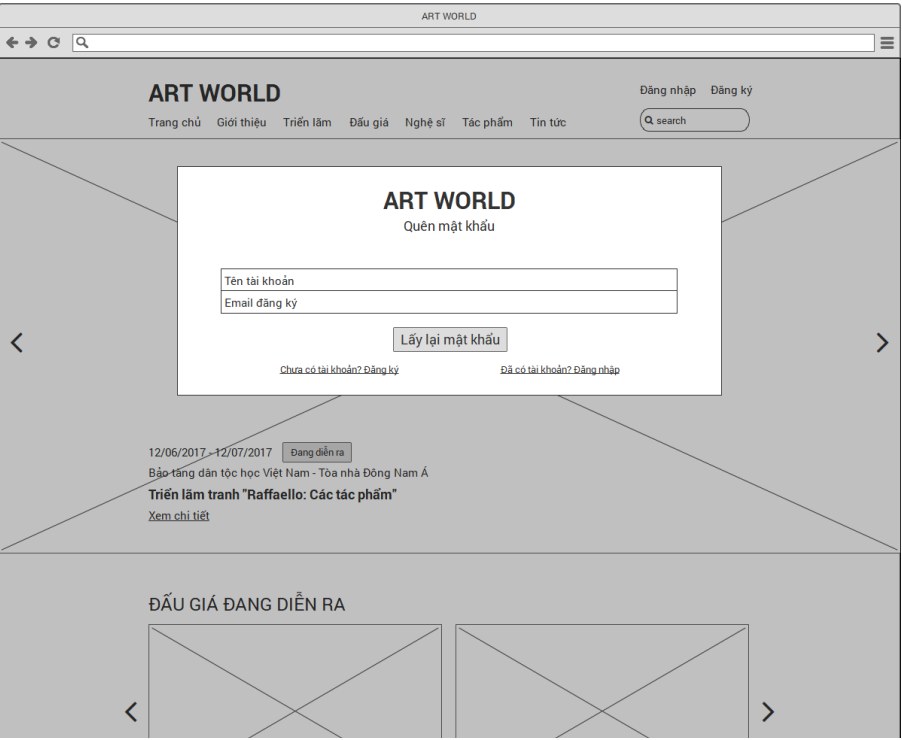 ART WORLD
ART WORLD
Đăng nhập Đăng ký
Trang chủ Giới thiệu Triển lãm Đấu giá Nghệ sĩ Tác phẩm Tin tức
search
ART WORLD
Quên mật khẩu
Tên tài khoản
Email đăng ký
Lấy lại mật khẩu
Chưa có tài khoản? Đăng ký
Đã có tài khoản? Đăng nhập
12/06/2017 - 12/07/2017 Đang diễn ra
Bảo tàng dân tộc học Việt Nam - Tòa nhà Đông Nam Á
Triển lãm tranh "Raffaello: Các tác phẩm"
Xem chi tiết
ĐẤU GIÁ ĐANG DIỄN RA